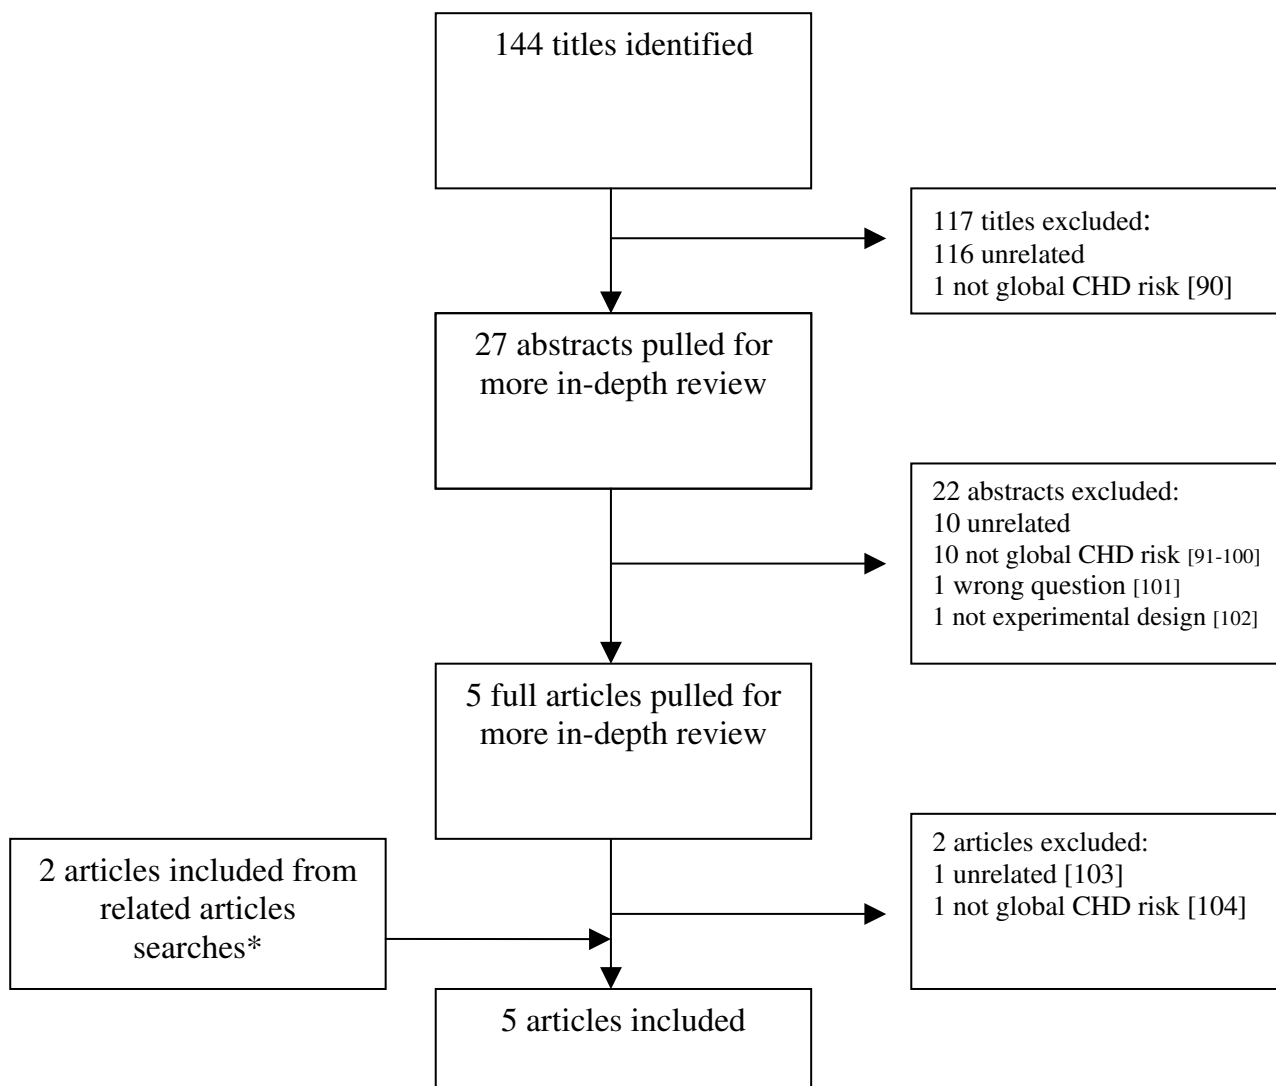 144 titles identified
117 titles excluded:
116 unrelated
1 not global CHD risk [90]
27 abstracts pulled for
more in-depth review
22 abstracts excluded:
10 unrelated
10 not global CHD risk [91-100]
1 wrong question [101]
1 not experimental design [102]
5 full articles pulled for
more in-depth review
2 articles excluded:
1 unrelated [103]
1 not global CHD risk [104]
2 articles included from
related articles
searches*
5 articles included